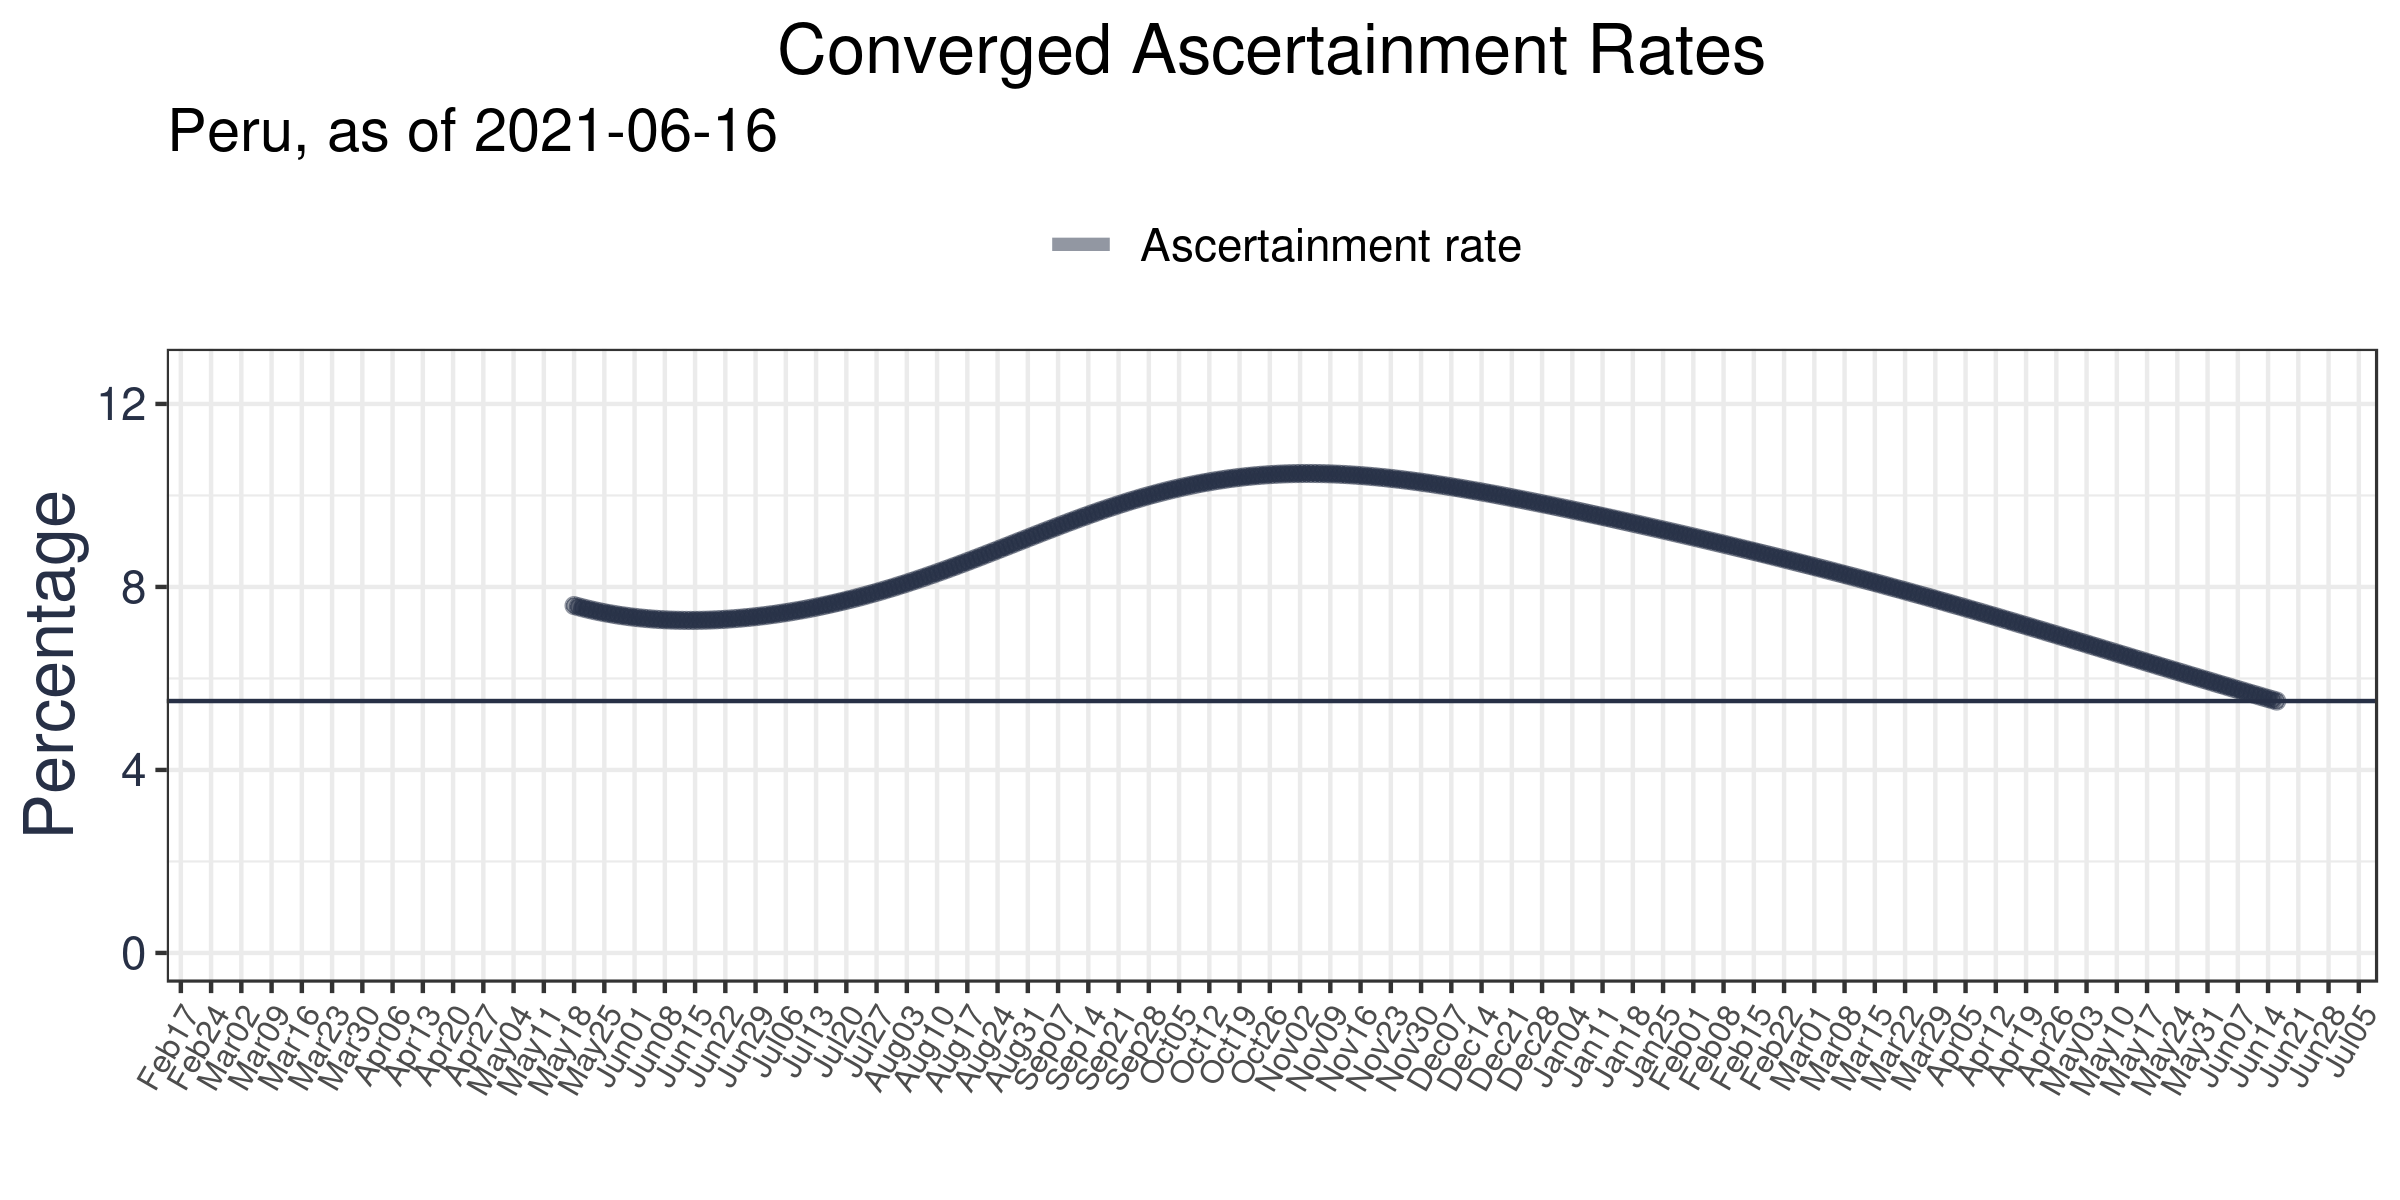 Converged Ascertainment Rates
Peru, as of 2021-06-16
Ascertainment rate
Percentage
12
8
4
0
Feb17
Feb24
Mar02
Mar09
Mar16
Mar23
Mar30
Apr06
Apr13
Apr20
Apr27
May04
May11
May18
May25
Jun01
Jun08
Jun15
Jun22
Jun29
Jul06
Jul13
Jul20
Jul27
Aug03
Aug10
Aug17
Aug24
Aug31
Sep07
Sep14
Sep21
Sep28
Oct05
Oct12
Oct19
Oct26
Nov02
Nov09
Nov16
Nov23
Nov30
Dec07
Dec14
Dec21
Dec28
Jan04
Jan11
Jan18
Jan25
Feb01
Feb08
Feb15
Feb22
Mar01
Mar08
Mar15
Mar22
Mar29
Apr05
Apr12
Apr19
Apr26
May03
May10
May17
May24
May31
Jun07
Jun14
Jun21
Jun28
Jul05